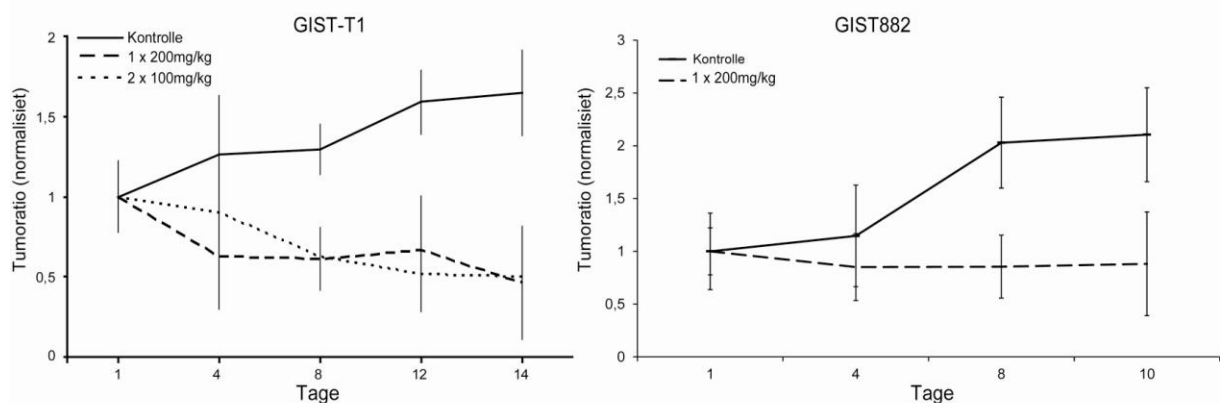 GIST-T1
Kontrolle
1 x 200mg/kg
2 x 100mg/kg
Tumoratio (normalisiet)
2
1,5
1
0,5
0
1 4 8 12 14
Tage
GIST882
Kontrolle
1 x 200mg/kg
Tumoratio (normalisiet)
3
2,5
2
1,5
1
0,5
0
1 4 8 10
Tage